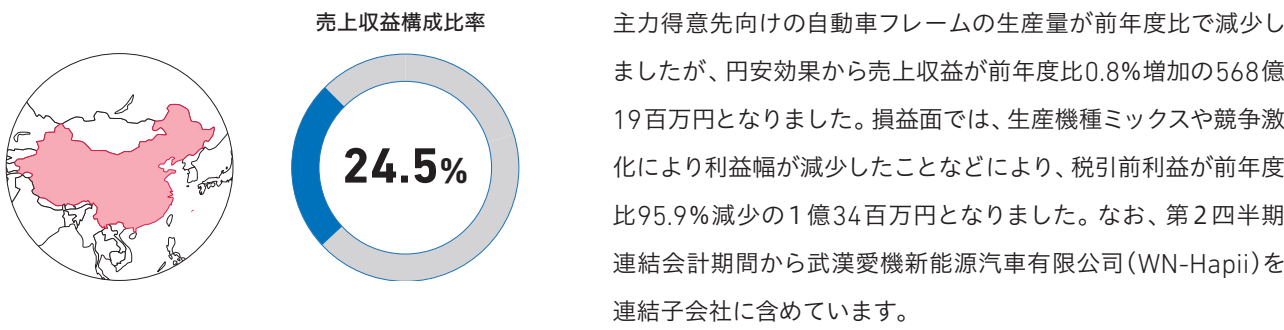 売上収益構成比率
24.5%
主力得意先向けの自動車フレームの生産量が前年度比で減少し
ましたが、円安効果から売上収益が前年度比0.8%増加の568億
19百万円となりました。損益面では、生産機種ミックスや競争激
化により利益幅が減少したことなどにより、税引前利益が前年度
比95.9%減少の1億34百万円となりました。なお、第2四半期
連結会計期間から武漢愛機新能源汽車有限公司(WN-Hapii)を
連結子会社に含めています。